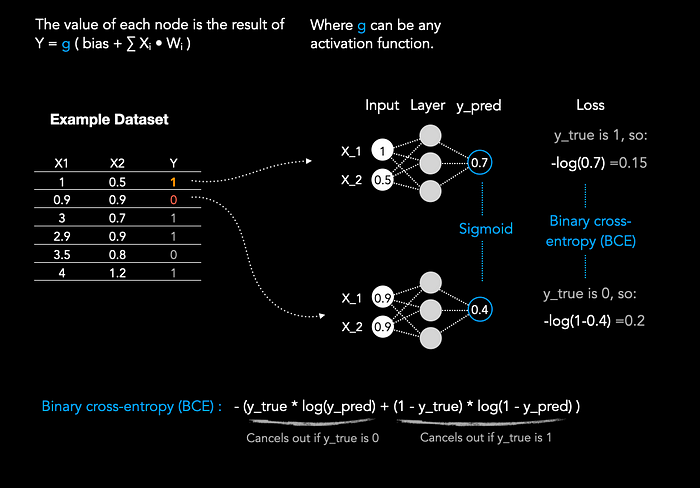 The value of each node is the result of
Y = g ( bias + ∑ Xᵢ • Wᵢ )
Where g can be any
activation function.
Example Dataset
X1 X2 Y
1 0.5 1
0.9 0.9 0
3 0.7 1
2.9 0.9 1
3.5 0.8 0
4 1.2 1
Input Layer y_pred
X_1 1
X_2 0.5
0.7
Sigmoid
X_1 0.9
X_2 0.9
0.4
Loss
y_true is 1, so:
-log(0.7) =0.15
Binary cross-
entropy (BCE)
y_true is 0, so:
-log(1-0.4) =0.2
Binary cross-entropy (BCE) : - (y_true * log(y_pred) + (1 - y_true) * log(1 - y_pred) )
Cancels out if y_true is 0
Cancels out if y_true is 1